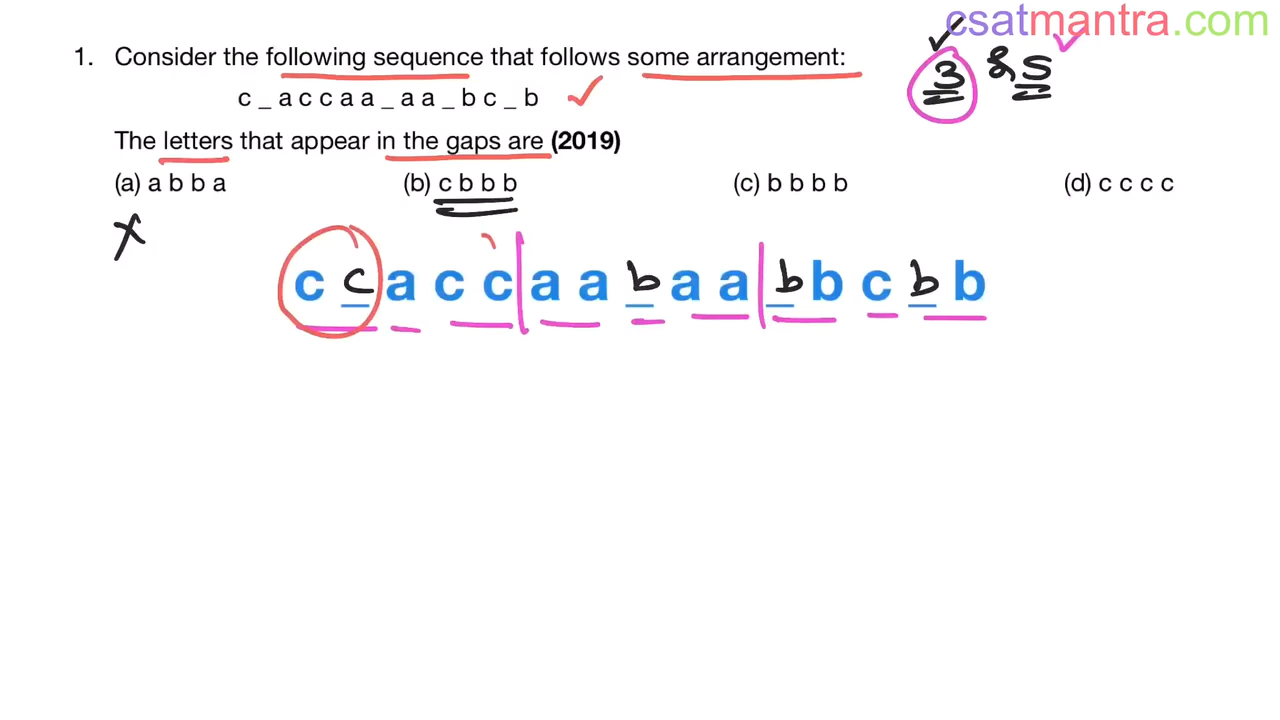 csatmantra.com
1. Consider the following sequence that follows some arrangement:
3 & 5
c _ a c c a a _ a a _ b c _ b
The letters that appear in the gaps are (2019)
(a) a b b a (b) c b b b (c) b b b b (d) c c c c
c c a c c a a b a a b b c b b